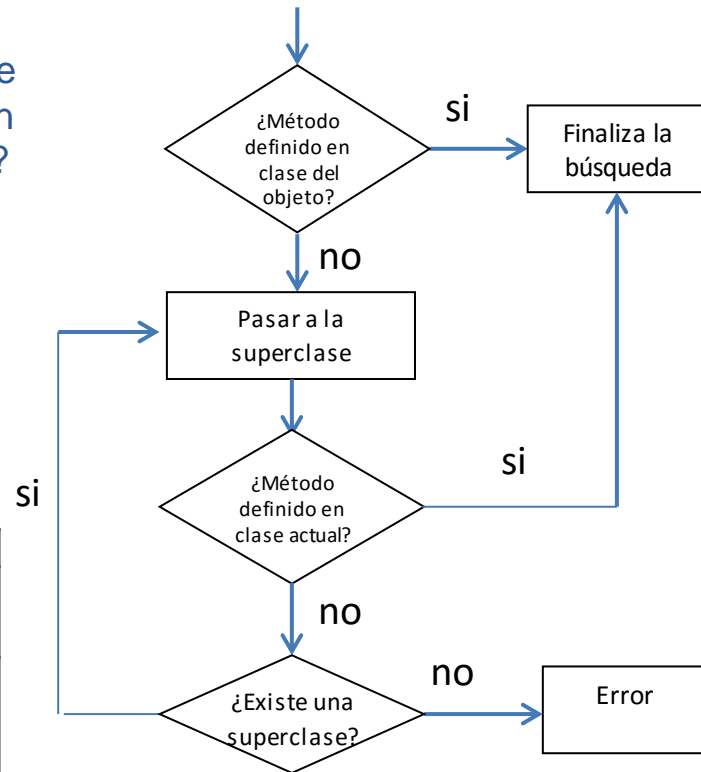 e
n
?
¿Método
definido en
clase del
objeto?
si
Finaliza la
búsqueda
no
Pasar a la
superclase
si
¿Método
definido en
clase actual?
si
no
¿Existe una
superclase?
no
Error